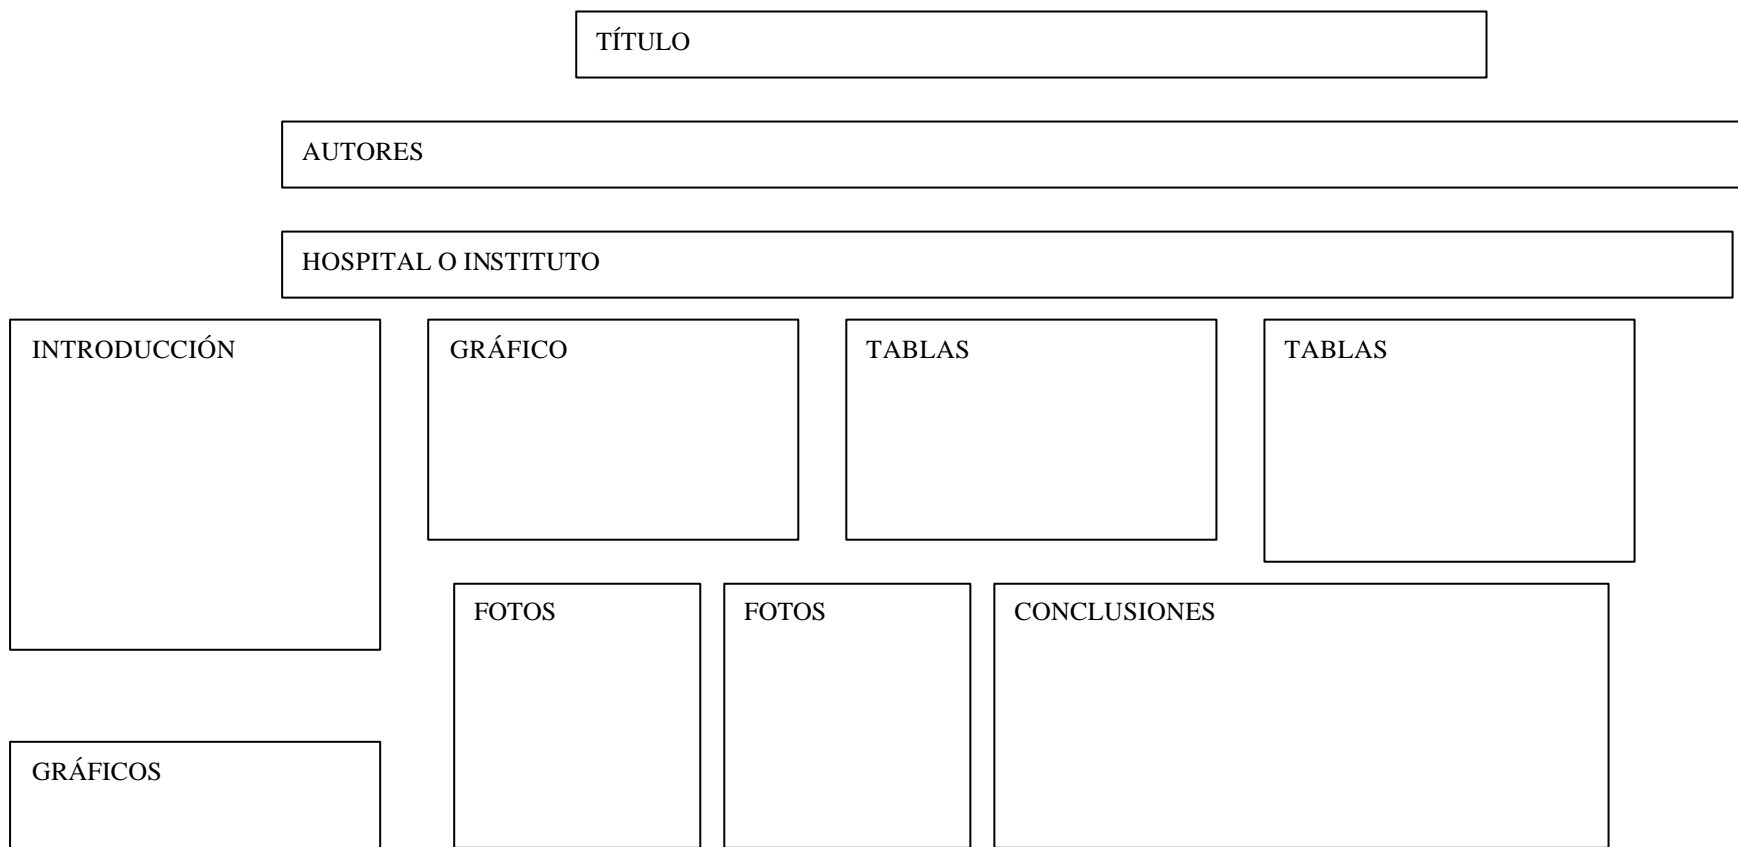 TÍTULO
AUTORES
HOSPITAL O INSTITUTO
INTRODUCCIÓN
GRÁFICO
TABLAS
TABLAS
FOTOS
FOTOS
CONCLUSIONES
GRÁFICOS